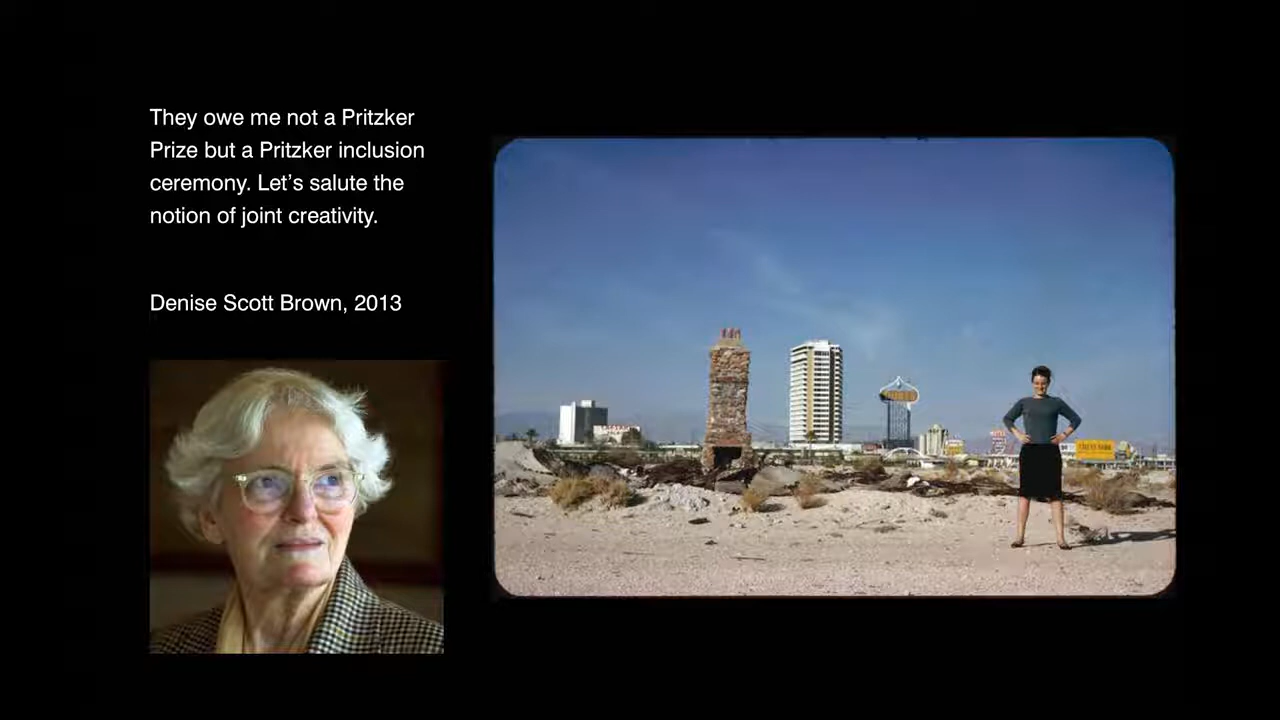 They owe me not a Pritzker
Prize but a Pritzker inclusion
ceremony. Let’s salute the
notion of joint creativity.
Denise Scott Brown, 2013